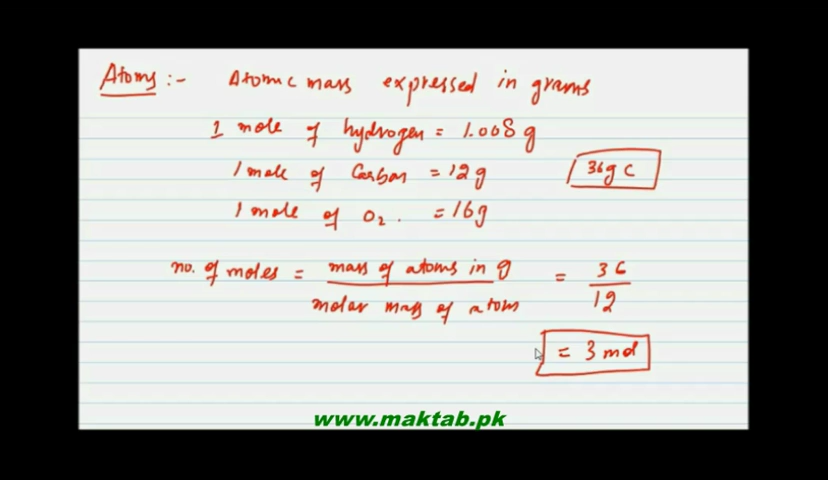 Atoms :- Atomic mass expressed in grams
1 mole of hydrogen = 1.008 g
1 mole of Carbon = 12g
36g C
1 mole of O2. = 16g
no. of moles = mass of atoms in g / molar mass of atom = 36 / 12
= 3 mol
www.maktab.pk